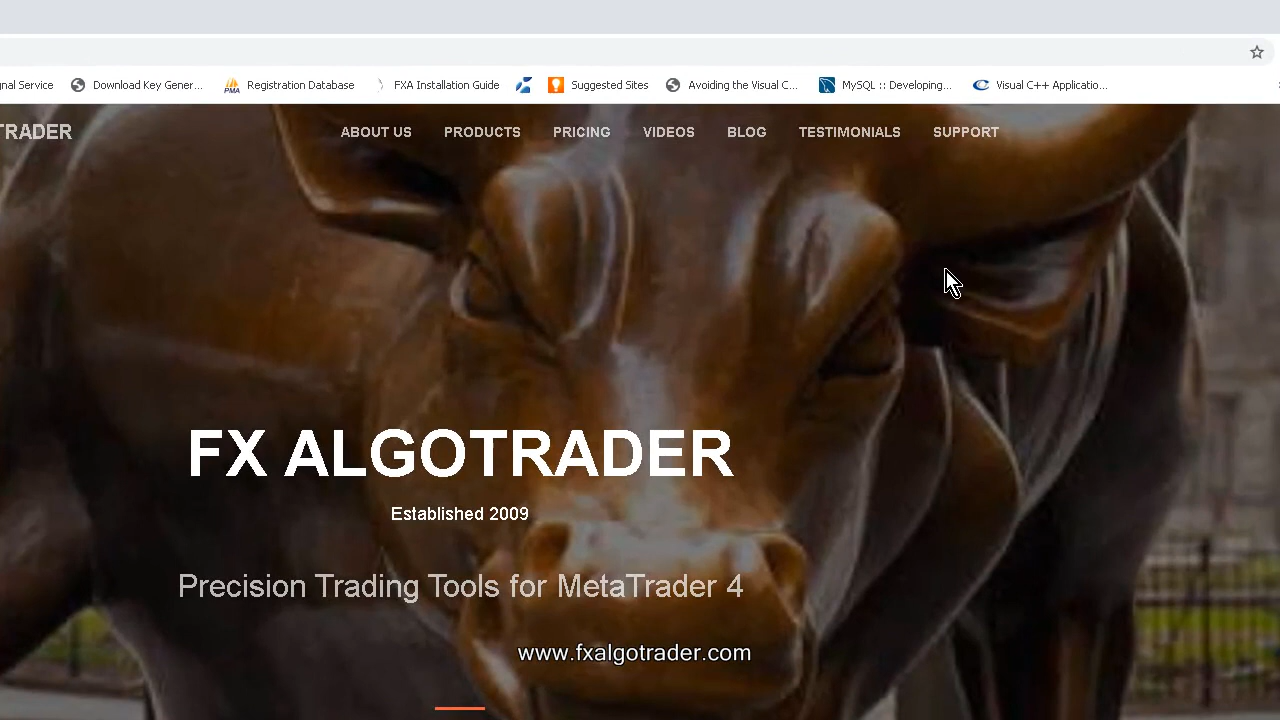 nal Service Download Key Gener... Registration Database FXA Installation Guide Suggested Sites Avoiding the Visual C... MySQL :: Developing... Visual C++ Applicatio...
TRADER ABOUT US PRODUCTS PRICING VIDEOS BLOG TESTIMONIALS SUPPORT
FX ALGOTRADER
Established 2009
Precision Trading Tools for MetaTrader 4
www.fxalgotrader.com